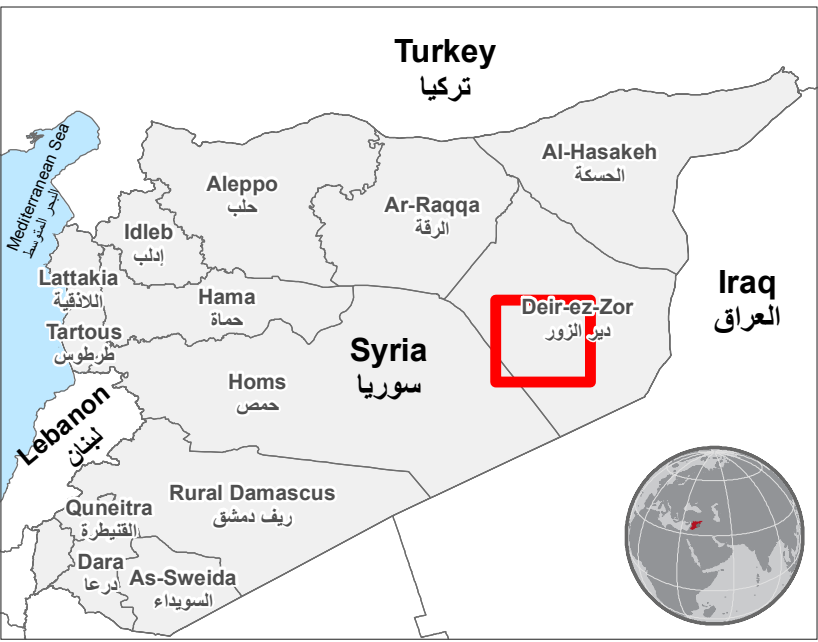 Turkey
تركيا
Mediterranean Sea
البحر المتوسط
Al-Hasakeh
الحسكة
Aleppo
حلب
Ar-Raqqa
الرقة
Idleb
إدلب
Lattakia
اللاذقية
Hama
حماة
Deir-ez-Zor
دير الزور
Iraq
العراق
Tartous
طرطوس
Syria
سوريا
Homs
حمص
Lebanon
لبنان
Rural Damascus
ريف دمشق
Quneitra
القنيطرة
Dara
درعا
As-Sweida
السويداء